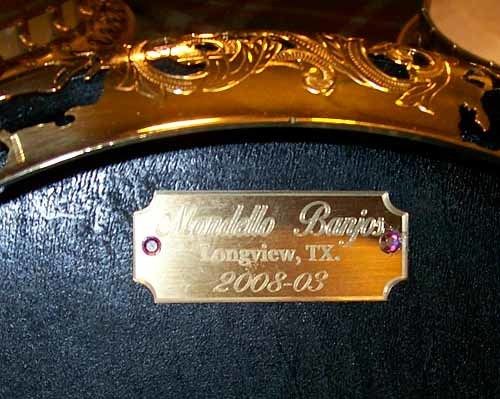 Mondello Banjos
Longview, TX.
2008-03